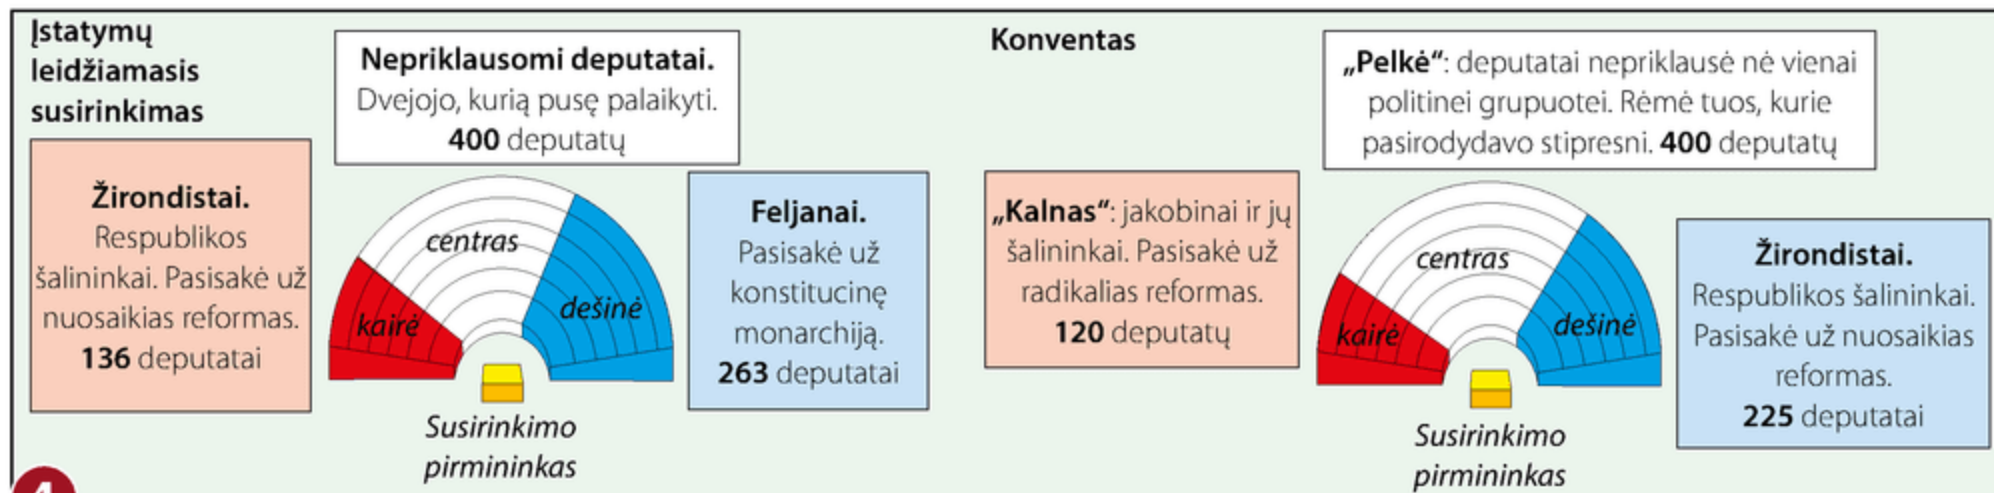 Įstatymų
leidžiamasis
susirinkimas
Nepriklausomi deputatai.
Dvejojo, kurią pusę palaikyti.
400 deputatų
Žirondistai.
Respublikos
šalininkai. Pasisakė už
nuosaikias reformas.
136 deputatai
centras
kairė
dešinė
Feljanai.
Pasisakė už
konstitucinę
monarchiją.
263 deputatai
Susirinkimo
pirmininkas
Konventas
„Pelkė“: deputatai nepriklausė nė vienai
politinei grupuotei. Rėmė tuos, kurie
pasirodydavo stipresni. 400 deputatų
„Kalnas“: jakobinai ir jų
šalininkai. Pasisakė už
radikalias reformas.
120 deputatų
centras
kairė
dešinė
Žirondistai.
Respublikos šalininkai.
Pasisakė už nuosaikias
reformas.
225 deputatai
Susirinkimo
pirmininkas
4